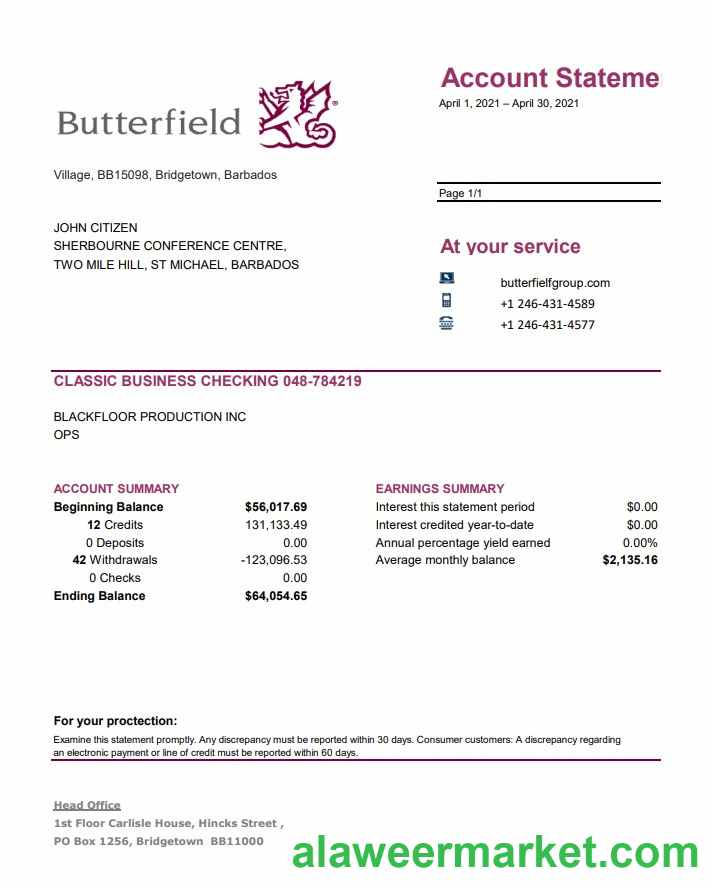 Account Stateme
April 1, 2021 – April 30, 2021
Butterfield ®
Village, BB15098, Bridgetown, Barbados
Page 1/1
JOHN CITIZEN
SHERBOURNE CONFERENCE CENTRE,
TWO MILE HILL, ST MICHAEL, BARBADOS
At your service
butterfielfgroup.com
+1 246-431-4589
+1 246-431-4577
CLASSIC BUSINESS CHECKING 048-784219
BLACKFLOOR PRODUCTION INC
OPS
ACCOUNT SUMMARY
Beginning Balance $56,017.69
12 Credits 131,133.49
0 Deposits 0.00
42 Withdrawals -123,096.53
0 Checks 0.00
Ending Balance $64,054.65
EARNINGS SUMMARY
Interest this statement period $0.00
Interest credited year-to-date $0.00
Annual percentage yield earned 0.00%
Average monthly balance $2,135.16
For your proctection:
Examine this statement promptly. Any discrepancy must be reported within 30 days. Consumer customers: A discrepancy regarding
an electronic payment or line of credit must be reported within 60 days.
Head Office
1st Floor Carlisle House, Hincks Street ,
PO Box 1256, Bridgetown BB11000
alaweermarket.com